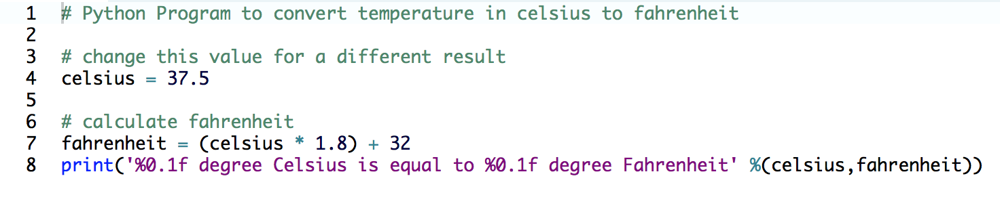 1 # Python Program to convert temperature in celsius to fahrenheit
2
3 # change this value for a different result
4 celsius = 37.5
5
6 # calculate fahrenheit
7 fahrenheit = (celsius * 1.8) + 32
8 print('%0.1f degree Celsius is equal to %0.1f degree Fahrenheit' %(celsius,fahrenheit))